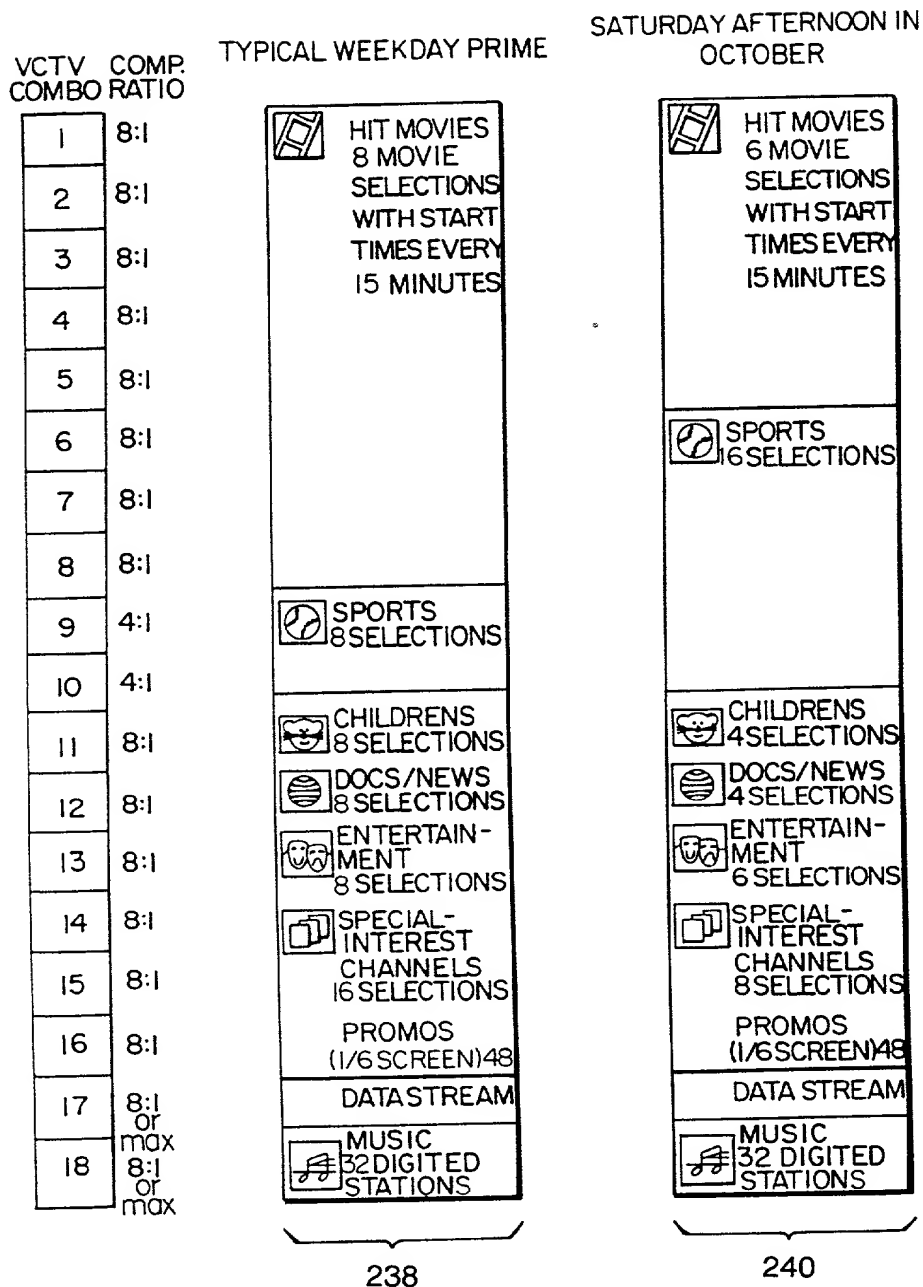 VCTV COMBO
COMP. RATIO
1 8:1
2 8:1
3 8:1
4 8:1
5 8:1
6 8:1
7 8:1
8 8:1
9 4:1
10 4:1
11 8:1
12 8:1
13 8:1
14 8:1
15 8:1
16 8:1
17 8:1 or max
18 8:1 or max
TYPICAL WEEKDAY PRIME
HIT MOVIES
8 MOVIE
SELECTIONS
WITH START
TIMES EVERY
15 MINUTES
SPORTS
8 SELECTIONS
CHILDRENS
8 SELECTIONS
DOCS/NEWS
8 SELECTIONS
ENTERTAIN-
MENT
8 SELECTIONS
SPECIAL-
INTEREST
CHANNELS
16 SELECTIONS
PROMOS
(1/6 SCREEN) 48
DATA STREAM
MUSIC
32 DIGITED
STATIONS
238
SATURDAY AFTERNOON IN
OCTOBER
HIT MOVIES
6 MOVIE
SELECTIONS
WITH START
TIMES EVERY
15 MINUTES
SPORTS
16 SELECTIONS
CHILDRENS
4 SELECTIONS
DOCS/NEWS
4 SELECTIONS
ENTERTAIN-
MENT
6 SELECTIONS
SPECIAL-
INTEREST
CHANNELS
8 SELECTIONS
PROMOS
(1/6 SCREEN) 48
DATA STREAM
MUSIC
32 DIGITED
STATIONS
240